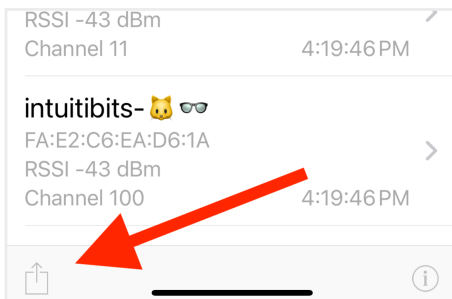 RSSI -43 dBm
Channel 11 4:19:46 PM
intuitibits-🐱 👓
FA:E2:C6:EA:D6:1A
RSSI -43 dBm
Channel 100 4:19:46 PM